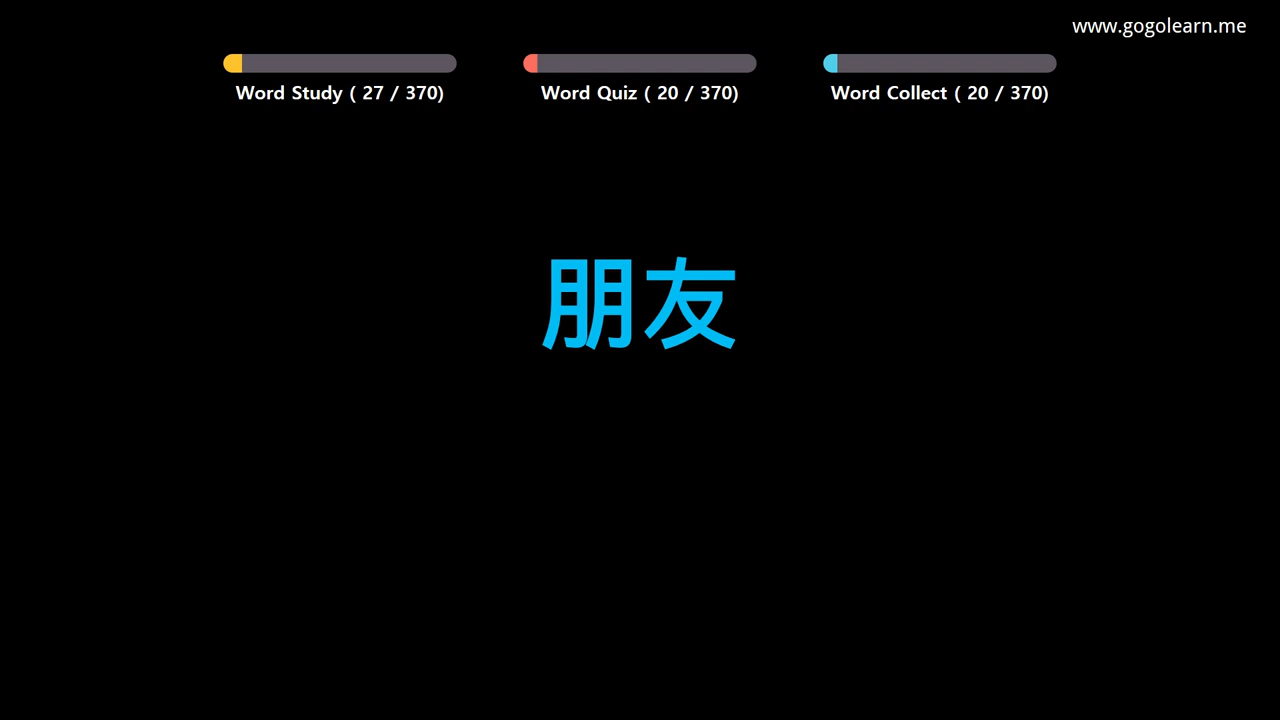 www.gogolearn.me
Word Study ( 27 / 370)
Word Quiz ( 20 / 370)
Word Collect ( 20 / 370)
朋友